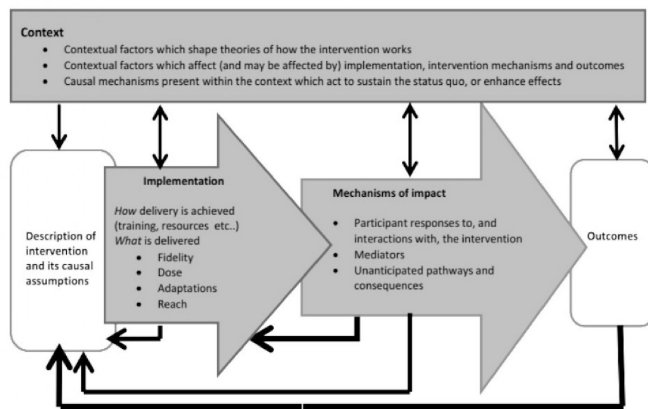 Context
• Contextual factors which shape theories of how the intervention works
• Contextual factors which affect (and may be affected by) implementation, intervention mechanisms and outcomes
• Causal mechanisms present within the context which act to sustain the status quo, or enhance effects
Description of
intervention
and its causal
assumptions
Implementation
How delivery is achieved
(training, resources etc..)
What is delivered
• Fidelity
• Dose
• Adaptations
• Reach
Mechanisms of impact
• Participant responses to, and
interactions with, the intervention
• Mediators
• Unanticipated pathways and
consequences
Outcomes